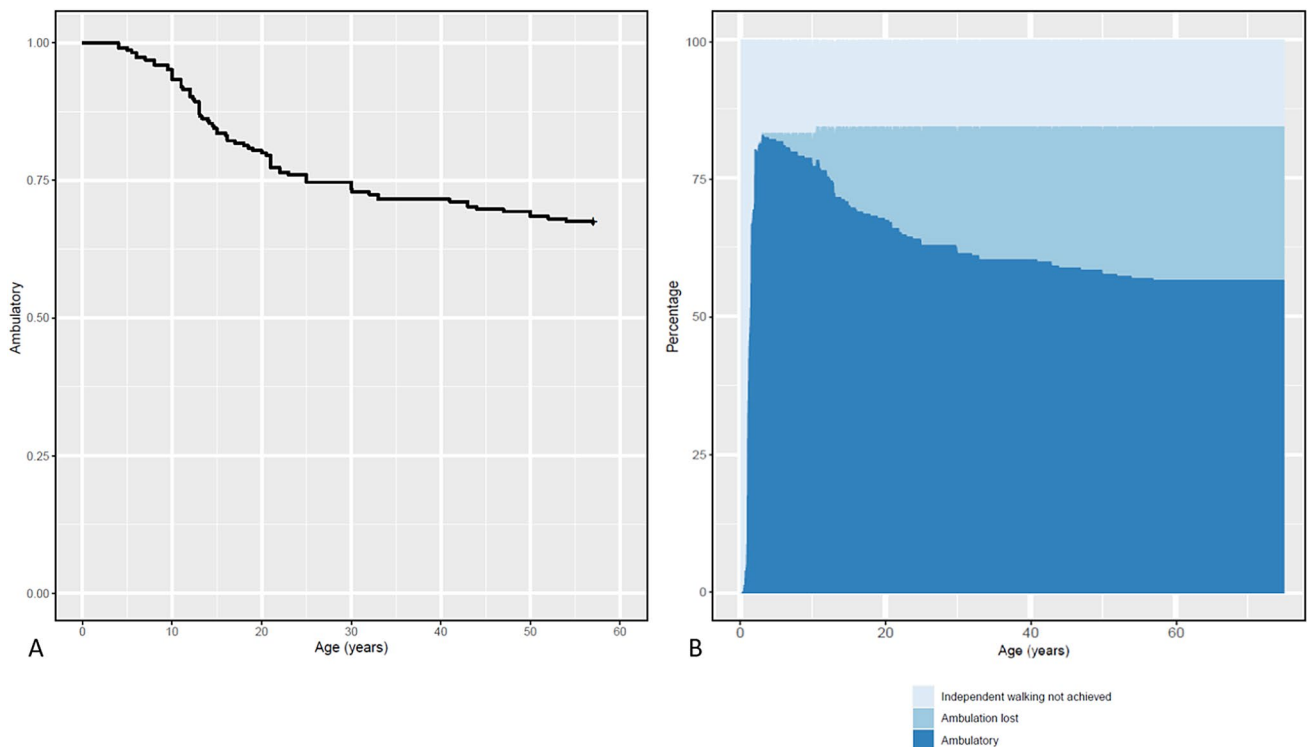 1.00
0.75
0.50
0.25
0.00
Ambulatory
0 10 20 30 40 50 60
Age (years)
A
100
75
50
25
0
Percentage
0 20 40 60
Age (years)
B
Independent walking not achieved
Ambulation lost
Ambulatory